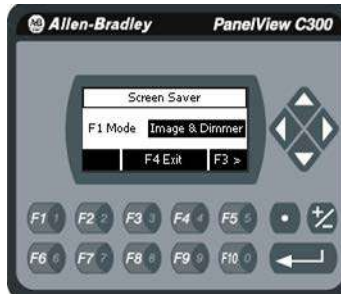 AB Allen-Bradley PanelView C300
Screen Saver
F1 Mode Image & Dimmer
F4 Exit F3 >
F1 1 F2 2 F3 3 F4 4 F5 5 • +/-
F6 6 F7 7 F8 8 F9 9 F10 0